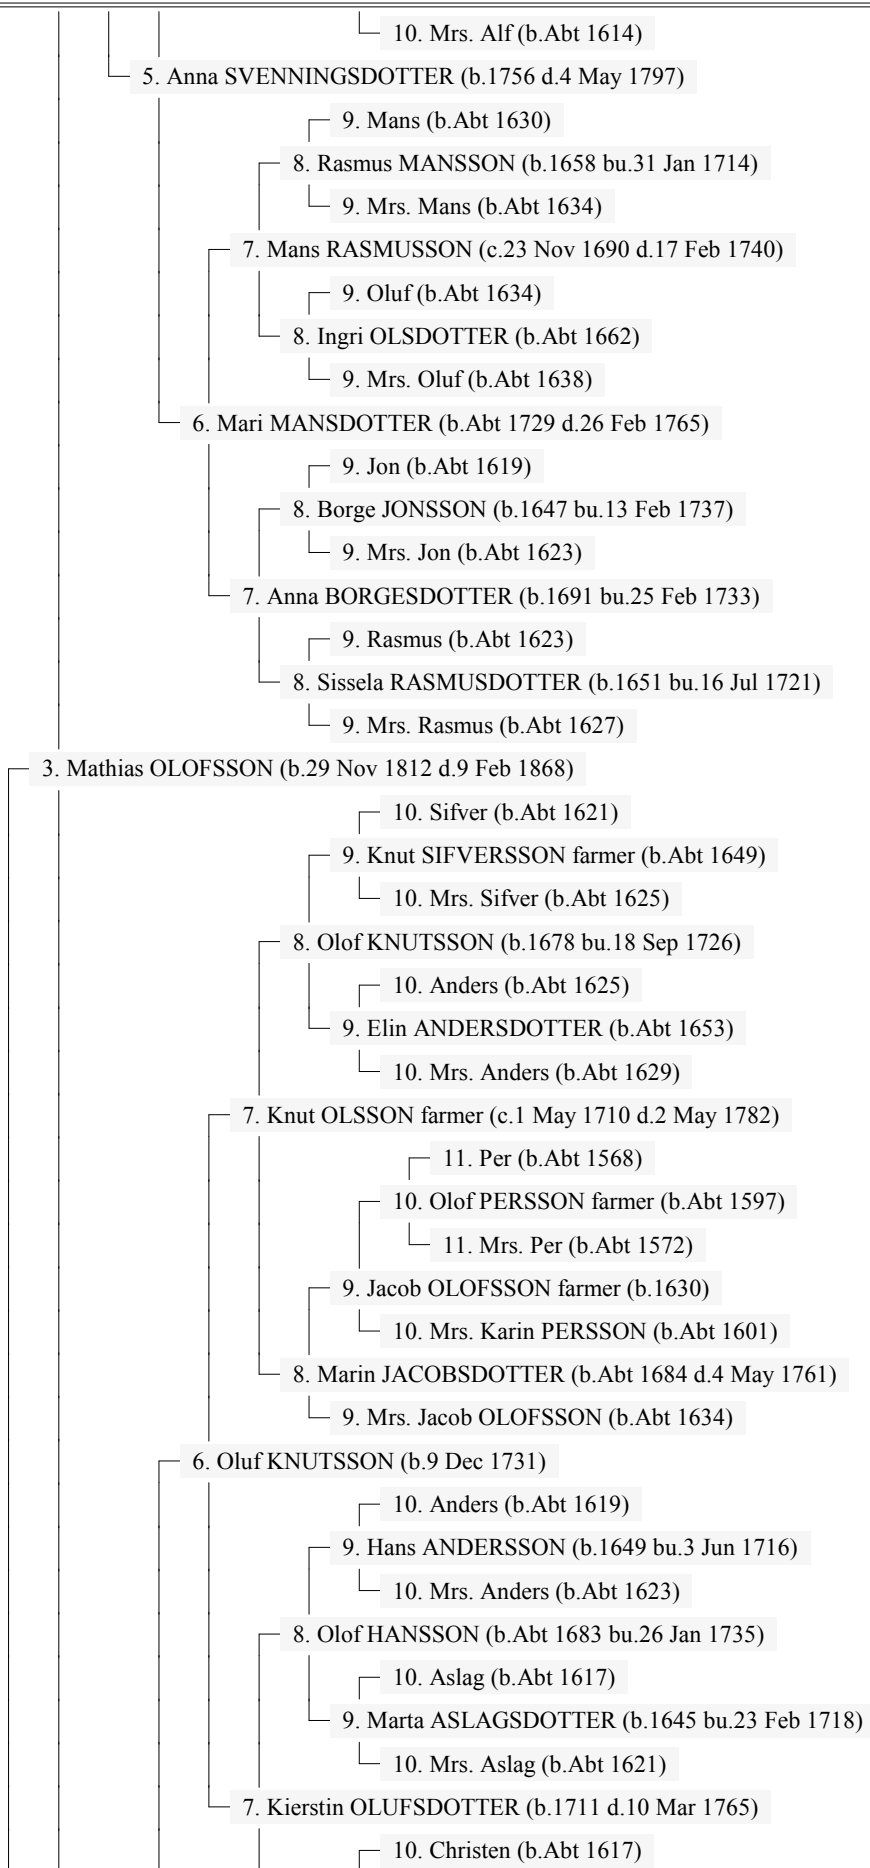 10. Mrs. Alf (b.Abt 1614)
5. Anna SVENNINGSDOTTER (b.1756 d.4 May 1797)
9. Mans (b.Abt 1630)
8. Rasmus MANSSON (b.1658 bu.31 Jan 1714)
9. Mrs. Mans (b.Abt 1634)
7. Mans RASMUSSON (c.23 Nov 1690 d.17 Feb 1740)
9. Oluf (b.Abt 1634)
8. Ingri OLSDOTTER (b.Abt 1662)
9. Mrs. Oluf (b.Abt 1638)
6. Mari MANSDOTTER (b.Abt 1729 d.26 Feb 1765)
9. Jon (b.Abt 1619)
8. Borge JONSSON (b.1647 bu.13 Feb 1737)
9. Mrs. Jon (b.Abt 1623)
7. Anna BORGESDOTTER (b.1691 bu.25 Feb 1733)
9. Rasmus (b.Abt 1623)
8. Sissela RASMUSDOTTER (b.1651 bu.16 Jul 1721)
9. Mrs. Rasmus (b.Abt 1627)
3. Mathias OLOFSSON (b.29 Nov 1812 d.9 Feb 1868)
10. Sifver (b.Abt 1621)
9. Knut SIFVERSSON farmer (b.Abt 1649)
10. Mrs. Sifver (b.Abt 1625)
8. Olof KNUTSSON (b.1678 bu.18 Sep 1726)
10. Anders (b.Abt 1625)
9. Elin ANDERSDOTTER (b.Abt 1653)
10. Mrs. Anders (b.Abt 1629)
7. Knut OLSSON farmer (c.1 May 1710 d.2 May 1782)
11. Per (b.Abt 1568)
10. Olof PERSSON farmer (b.Abt 1597)
11. Mrs. Per (b.Abt 1572)
9. Jacob OLOFSSON farmer (b.1630)
10. Mrs. Karin PERSSON (b.Abt 1601)
8. Marin JACOBSDOTTER (b.Abt 1684 d.4 May 1761)
9. Mrs. Jacob OLOFSSON (b.Abt 1634)
6. Oluf KNUTSSON (b.9 Dec 1731)
10. Anders (b.Abt 1619)
9. Hans ANDERSSON (b.1649 bu.3 Jun 1716)
10. Mrs. Anders (b.Abt 1623)
8. Olof HANSSON (b.Abt 1683 bu.26 Jan 1735)
10. Aslag (b.Abt 1617)
9. Marta ASLAGSDOTTER (b.1645 bu.23 Feb 1718)
10. Mrs. Aslag (b.Abt 1621)
7. Kierstin OLUFSDOTTER (b.1711 d.10 Mar 1765)
10. Christen (b.Abt 1617)